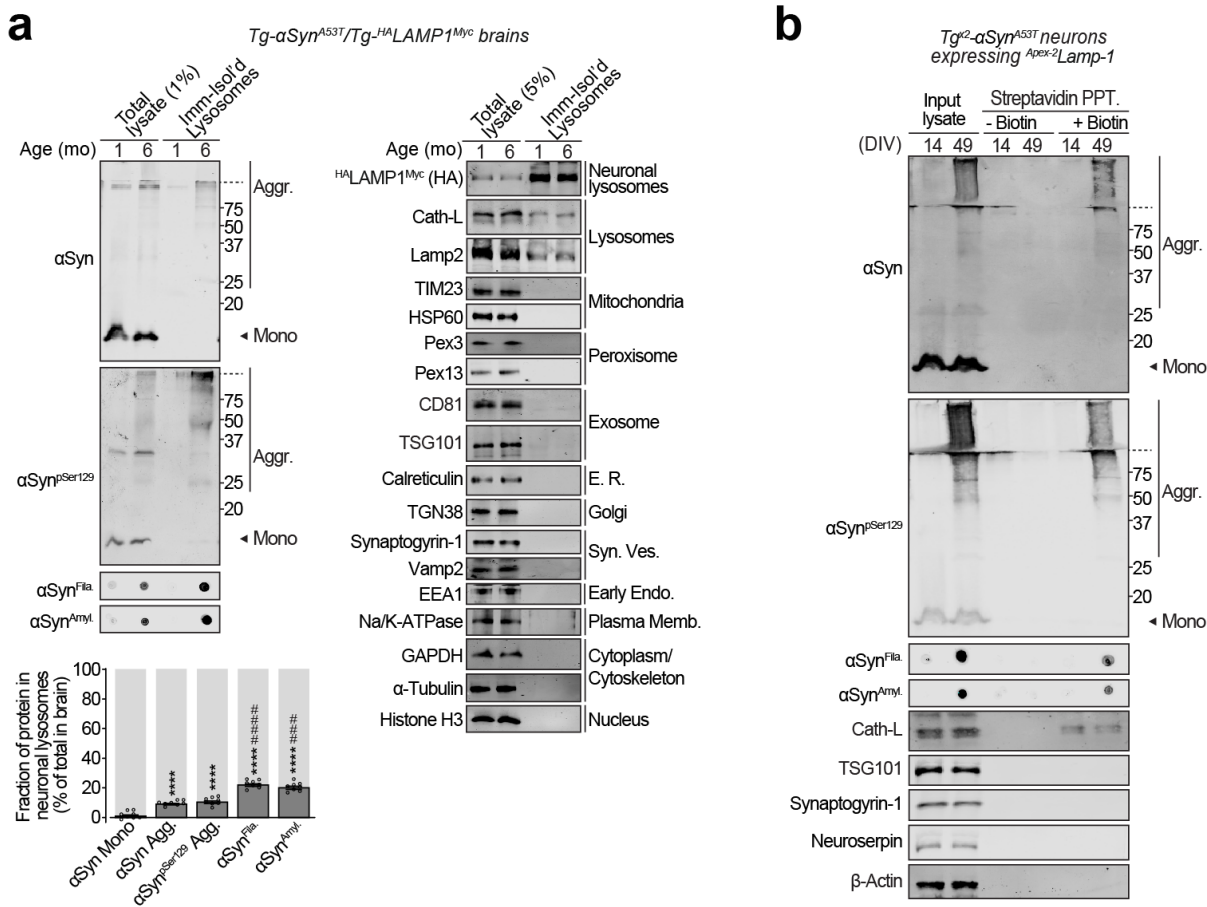 a
Tg-αSynA53T/Tg-HALAMP1Myc brains
Total lysate (1%)
Imm-Isol'd Lysosomes
Age (mo) 1 6 1 6
αSyn
Aggr.
75
50
37
25
20
◄ Mono
αSynpSer129
75
50
37
Aggr.
25
20
◄ Mono
αSynFila.
αSynAmyl.
Fraction of protein in
neuronal lysosomes
(% of total in brain)
100
80
60
40
20
0
****
****
****####
****####
αSyn Mono
αSyn Agg.
αSynpSer129 Agg.
αSynFila.
αSynAmyl.
Total lysate (5%)
Imm-Isol'd Lysosomes
Age (mo) 1 6 1 6
HALAMP1Myc (HA)
Neuronal
lysosomes
Cath-L
Lysosomes
Lamp2
TIM23
Mitochondria
HSP60
Pex3
Peroxisome
Pex13
CD81
Exosome
TSG101
Calreticulin
E. R.
TGN38
Golgi
Synaptogyrin-1
Syn. Ves.
Vamp2
EEA1
Early Endo.
Na/K-ATPase
Plasma Memb.
GAPDH
Cytoplasm/
Cytoskeleton
α-Tubulin
Histone H3
Nucleus
b
Tgx2-αSynA53T neurons
expressing Apex-2Lamp-1
Input lysate
Streptavidin PPT.
- Biotin + Biotin
(DIV) 14 49 14 49 14 49
αSyn
75
50
Aggr.
37
25
20
◄ Mono
αSynpSer129
75
50
Aggr.
37
25
20
◄ Mono
αSynFila.
αSynAmyl.
Cath-L
TSG101
Synaptogyrin-1
Neuroserpin
β-Actin